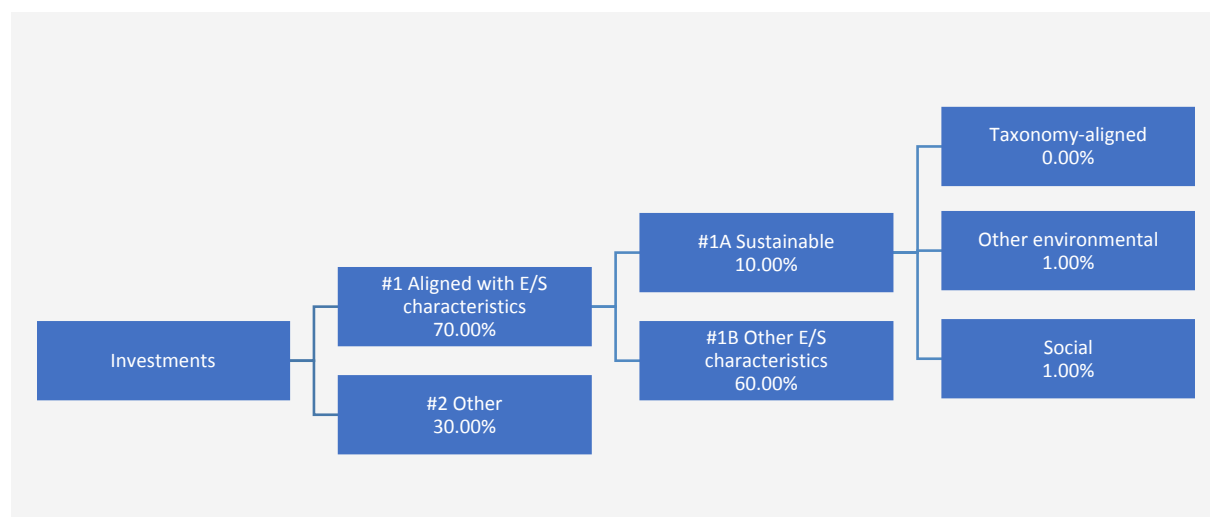 Investments
#1 Aligned with E/S
characteristics
70.00%
#2 Other
30.00%
#1A Sustainable
10.00%
#1B Other E/S
characteristics
60.00%
Taxonomy-aligned
0.00%
Other environmental
1.00%
Social
1.00%